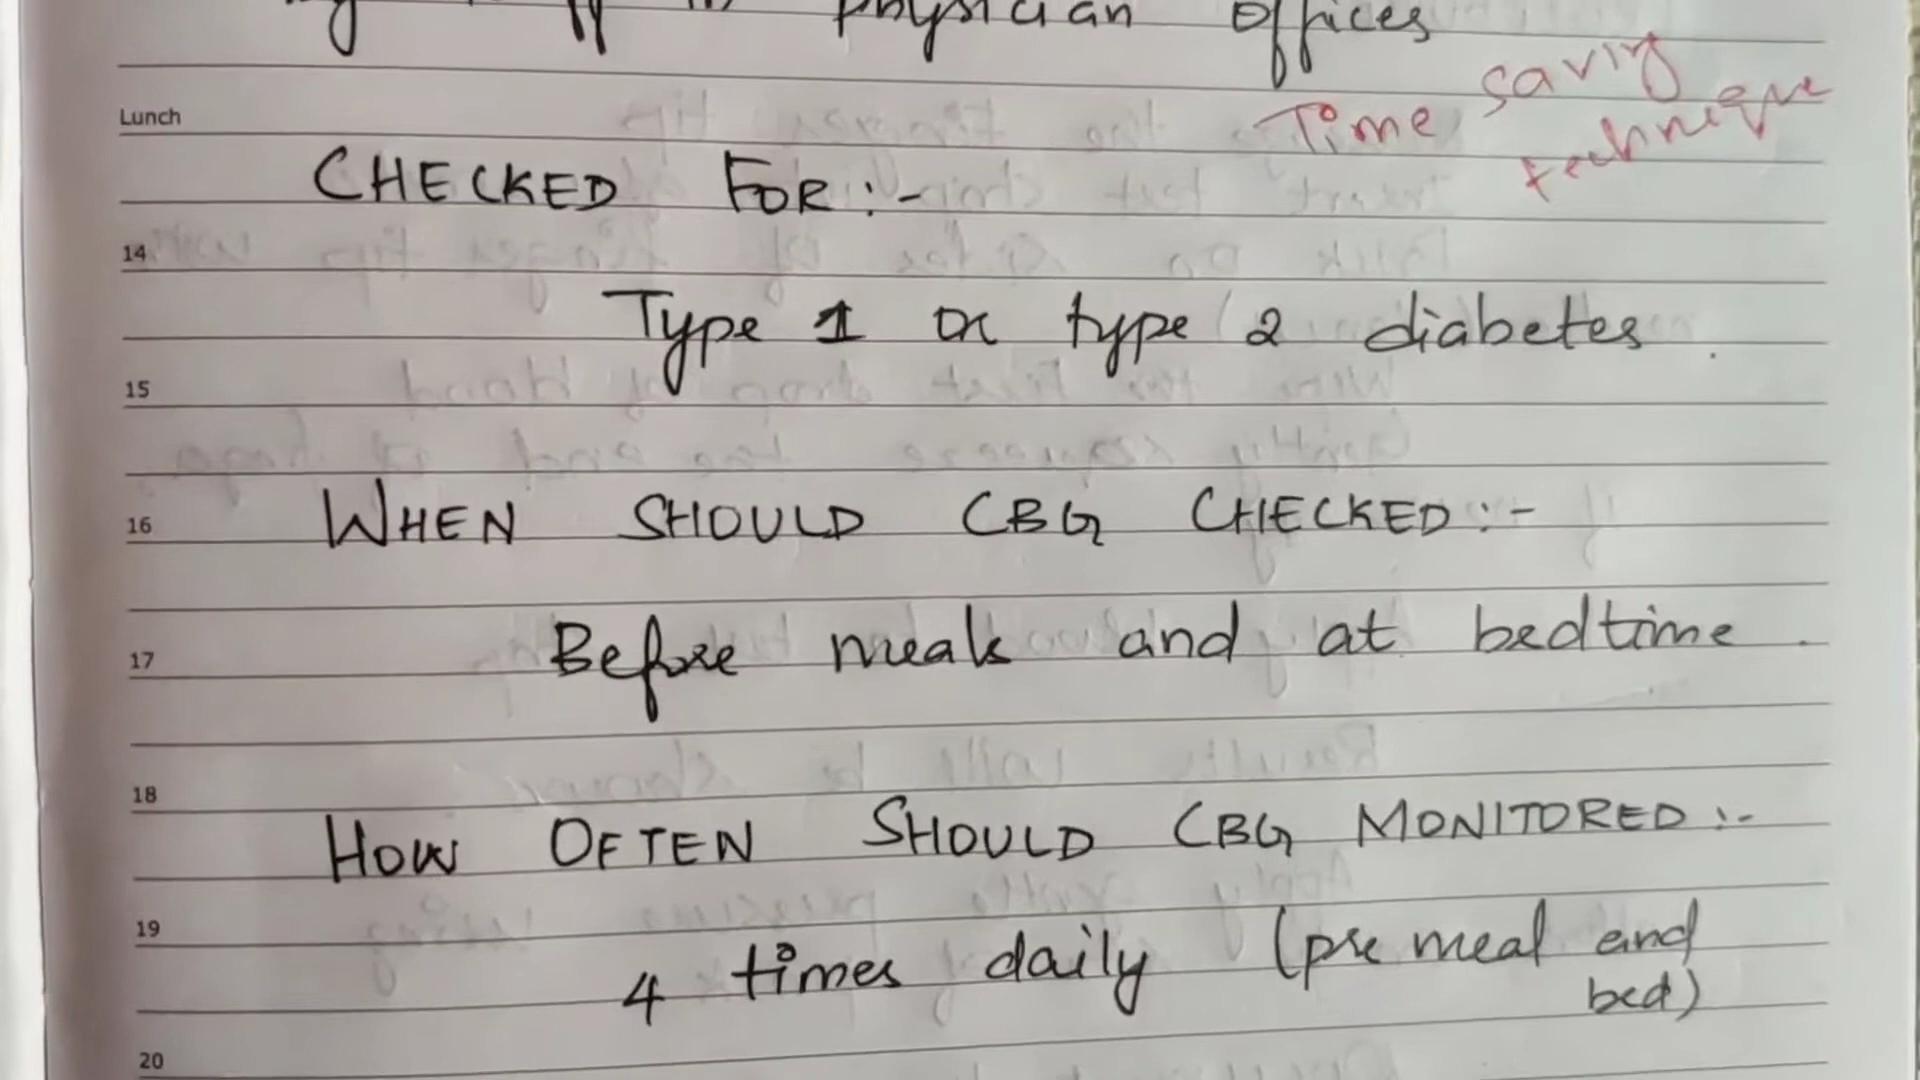 physician offices
Time saving
technique
Lunch
CHECKED FOR :-
14
Type 1 or type 2 diabetes.
15
16 WHEN SHOULD CBG CHECKED :-
17 Before meals and at bedtime.
18
HOW OFTEN SHOULD CBG MONITORED :-
19
4 times daily (pre meal and
bed)
20